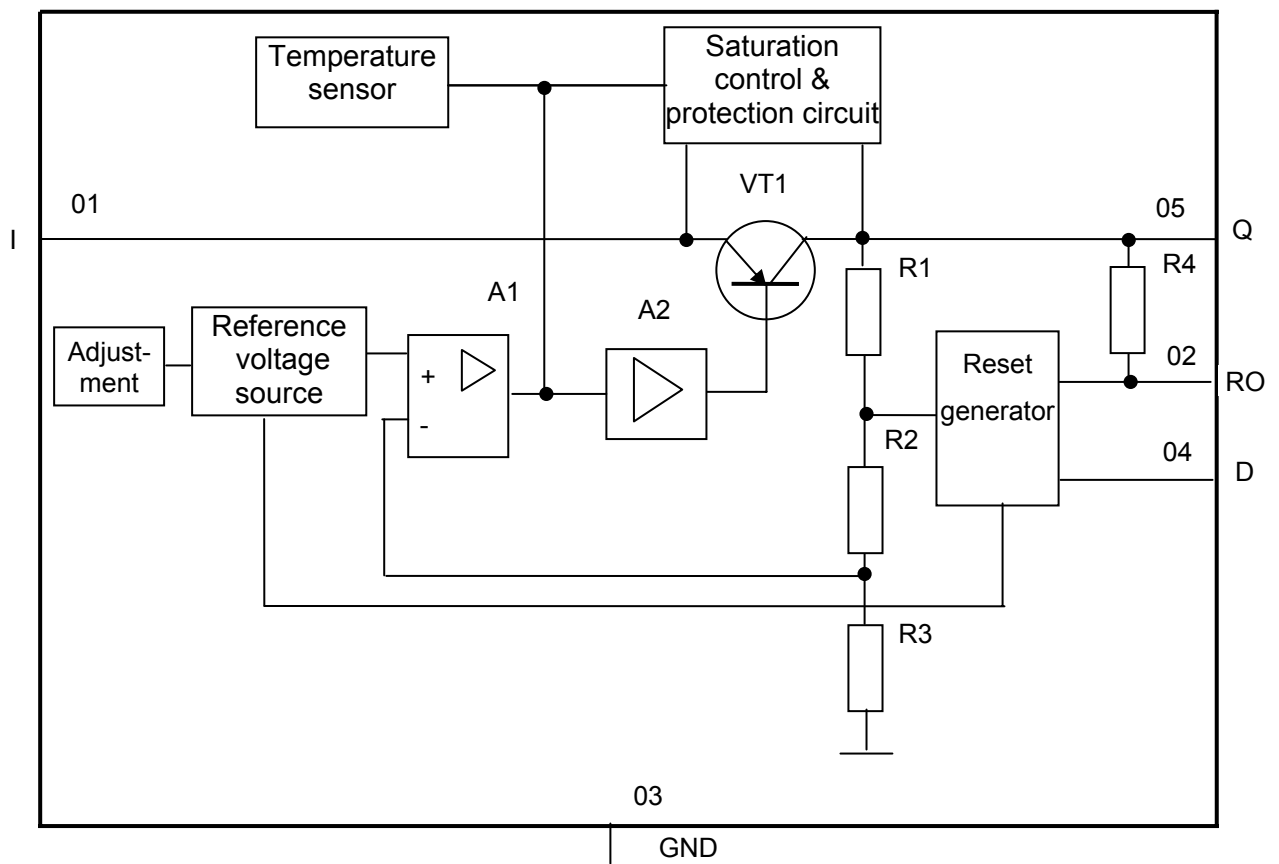 Temperature
sensor
Saturation
control &
protection circuit
VT1
01
05
I
Q
R1
R4
A1
A2
Adjust-
ment
Reference
voltage
source
+
-
Reset
generator
02
RO
R2
04
D
R3
03
GND